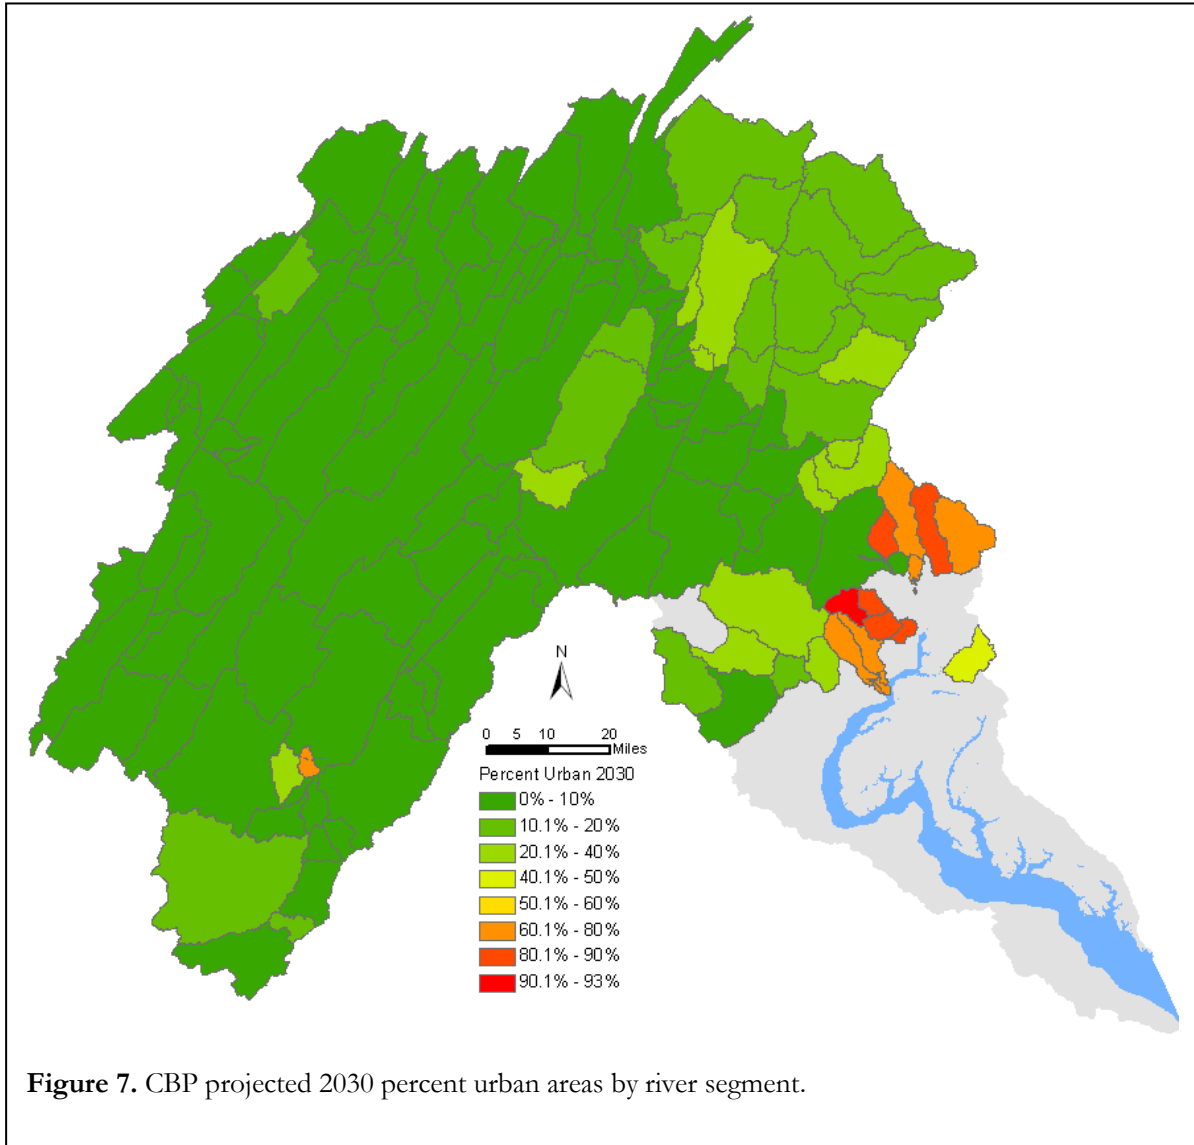 N
0 5 10 20
Miles
Percent Urban 2030
0% - 10%
10.1% - 20%
20.1% - 40%
40.1% - 50%
50.1% - 60%
60.1% - 80%
80.1% - 90%
90.1% - 93%
Figure 7. CBP projected 2030 percent urban areas by river segment.